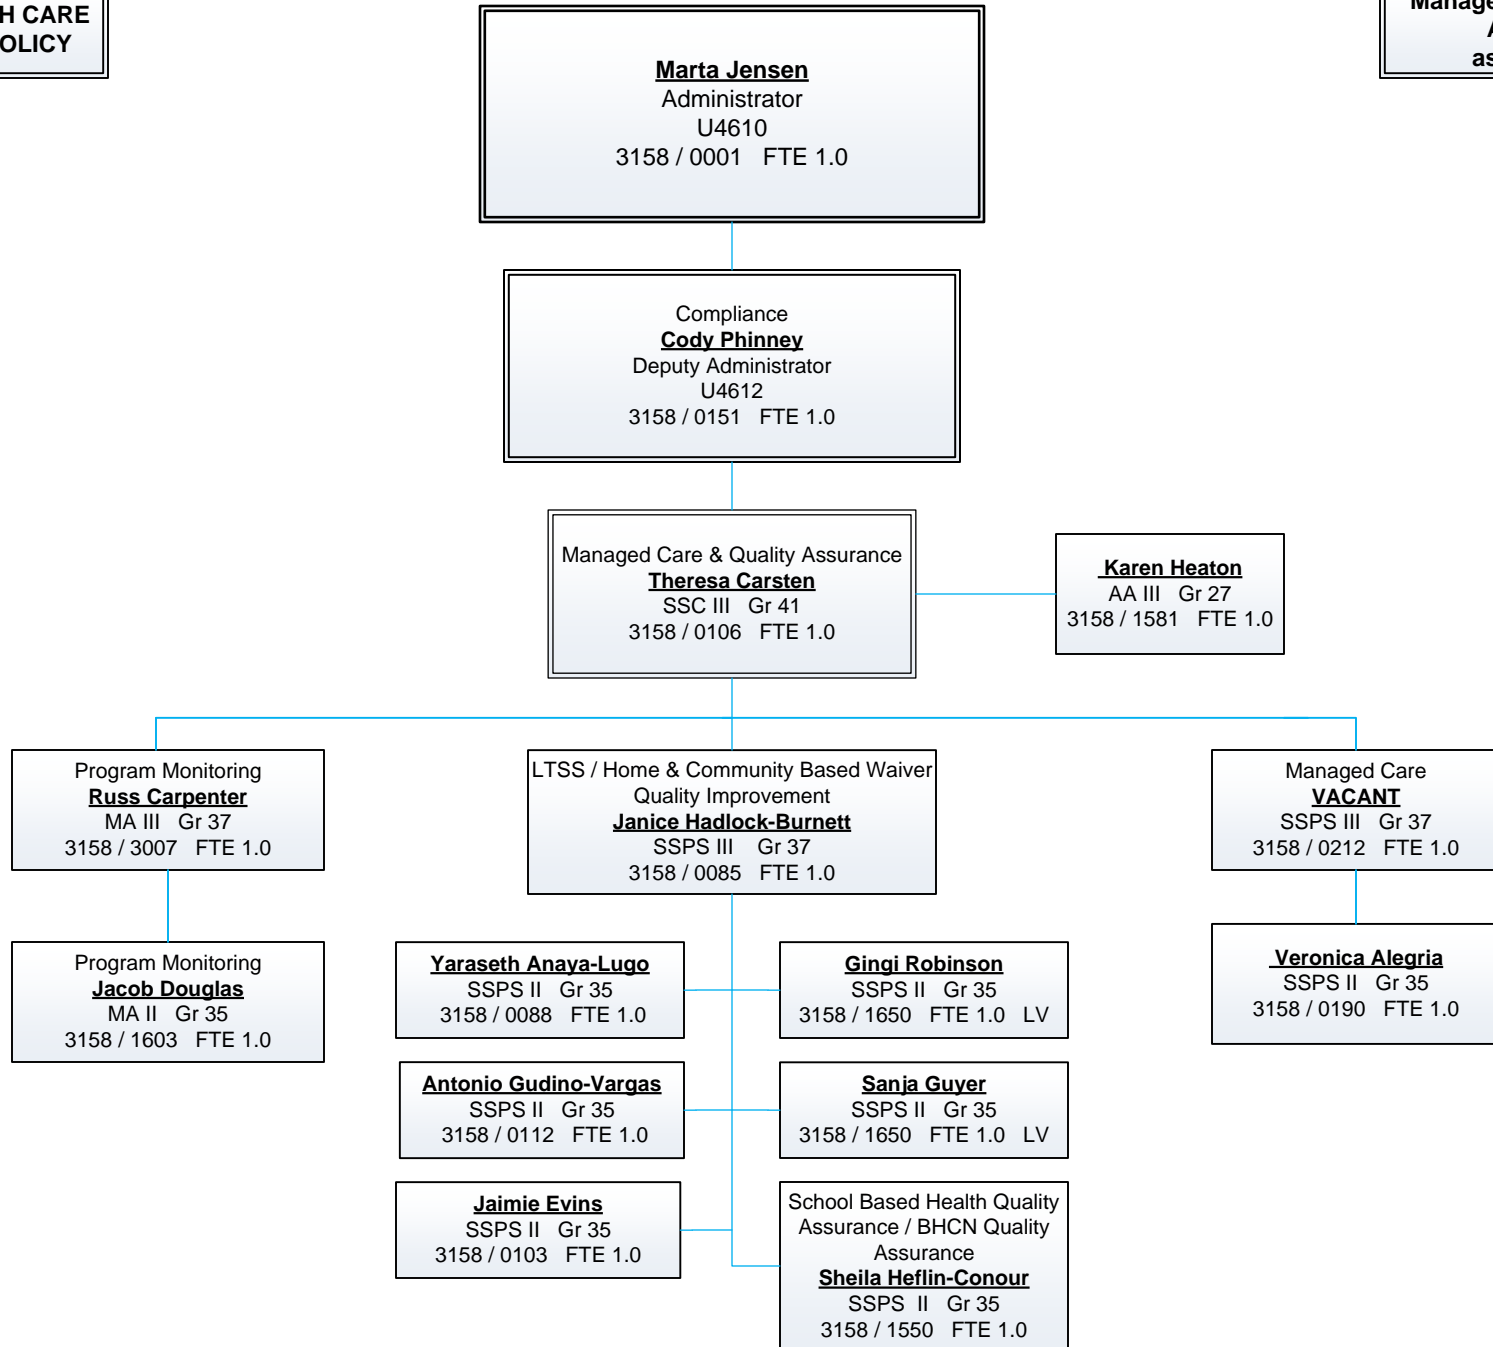 H CARE
OLICY
Manage
A
as
Marta Jensen
Administrator
U4610
3158 / 0001 FTE 1.0
Compliance
Cody Phinney
Deputy Administrator
U4612
3158 / 0151 FTE 1.0
Managed Care & Quality Assurance
Theresa Carsten
SSC III Gr 41
3158 / 0106 FTE 1.0
Karen Heaton
AA III Gr 27
3158 / 1581 FTE 1.0
Program Monitoring
Russ Carpenter
MA III Gr 37
3158 / 3007 FTE 1.0
LTSS / Home & Community Based Waiver
Quality Improvement
Janice Hadlock-Burnett
SSPS III Gr 37
3158 / 0085 FTE 1.0
Managed Care
VACANT
SSPS III Gr 37
3158 / 0212 FTE 1.0
Program Monitoring
Jacob Douglas
MA II Gr 35
3158 / 1603 FTE 1.0
Yaraseth Anaya-Lugo
SSPS II Gr 35
3158 / 0088 FTE 1.0
Gingi Robinson
SSPS II Gr 35
3158 / 1650 FTE 1.0 LV
Veronica Alegria
SSPS II Gr 35
3158 / 0190 FTE 1.0
Antonio Gudino-Vargas
SSPS II Gr 35
3158 / 0112 FTE 1.0
Sanja Guyer
SSPS II Gr 35
3158 / 1650 FTE 1.0 LV
Jaimie Evins
SSPS II Gr 35
3158 / 0103 FTE 1.0
School Based Health Quality
Assurance / BHCN Quality
Assurance
Sheila Heflin-Conour
SSPS II Gr 35
3158 / 1550 FTE 1.0